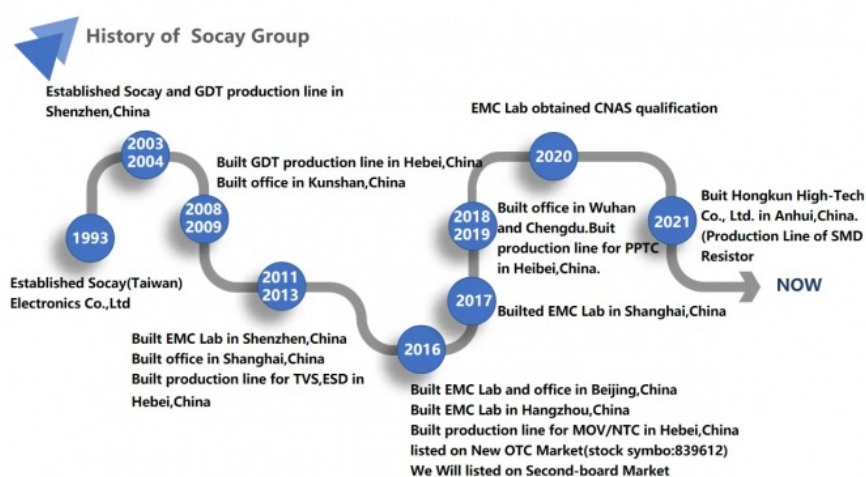 History of Socay Group
1993
Established Socay(Taiwan)
Electronics Co.,Ltd
Established Socay and GDT production line in
Shenzhen,China
2003
2004
2008
2009
Built GDT production line in Hebei,China
Built office in Kunshan,China
2011
2013
Built EMC Lab in Shenzhen,China
Built office in Shanghai,China
Built production line for TVS,ESD in
Hebei,China
2016
Built EMC Lab and office in Beijing,China
Built EMC Lab in Hangzhou,China
Built production line for MOV/NTC in Hebei,China
listed on New OTC Market(stock symbo:839612)
We Will listed on Second-board Market
2017
Builted EMC Lab in Shanghai,China
2018
2019
Built office in Wuhan
and Chengdu.Buit
production line for PPTC
in Heibei,China.
EMC Lab obtained CNAS qualification
2020
2021
Buit Hongkun High-Tech
Co., Ltd. in Anhui,China.
(Production Line of SMD
Resistor
NOW